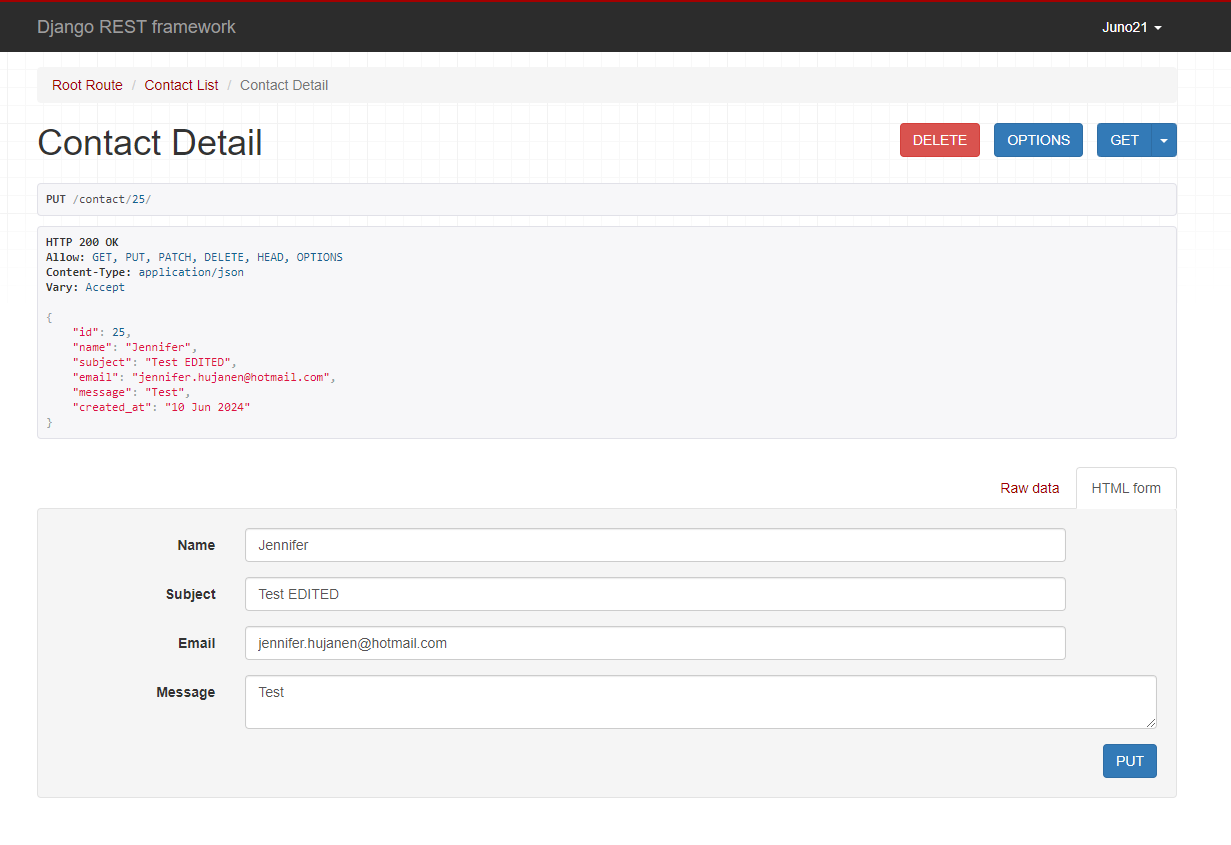 Django REST framework
Juno21
Root Route / Contact List / Contact Detail
Contact Detail
DELETE
OPTIONS
GET
PUT /contact/25/
HTTP 200 OK
Allow: GET, PUT, PATCH, DELETE, HEAD, OPTIONS
Content-Type: application/json
Vary: Accept
{
    "id": 25,
    "name": "Jennifer",
    "subject": "Test EDITED",
    "email": "jennifer.hujanen@hotmail.com",
    "message": "Test",
    "created_at": "10 Jun 2024"
}
Raw data
HTML form
Name
Jennifer
Subject
Test EDITED
Email
jennifer.hujanen@hotmail.com
Message
Test
PUT